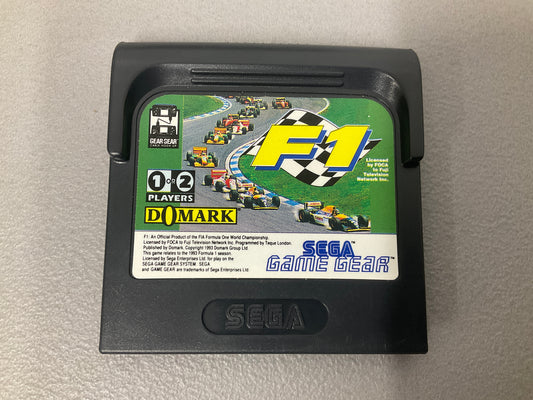 GEAR GEAR
CABLE HOOK-UP
F1
Licensed
by FOCA
to Fuji
Television
Network Inc.
1 OR 2
PLAYERS
DOMARK
F1: An Official Product of the FIA Formula One World Championship.
Licensed by FOCA to Fuji Television Network Inc. Programmed by Teque London.
Published by Domark. Copyright 1993 Domark Group Ltd
This game relates to the 1993 Formula 1 season.
Licensed by Sega Enterprises Ltd. for play on the
SEGA GAME GEAR SYSTEM. SEGA
and GAME GEAR are trademarks of Sega Enterprises Ltd.
SEGA
GAME GEAR
SEGA